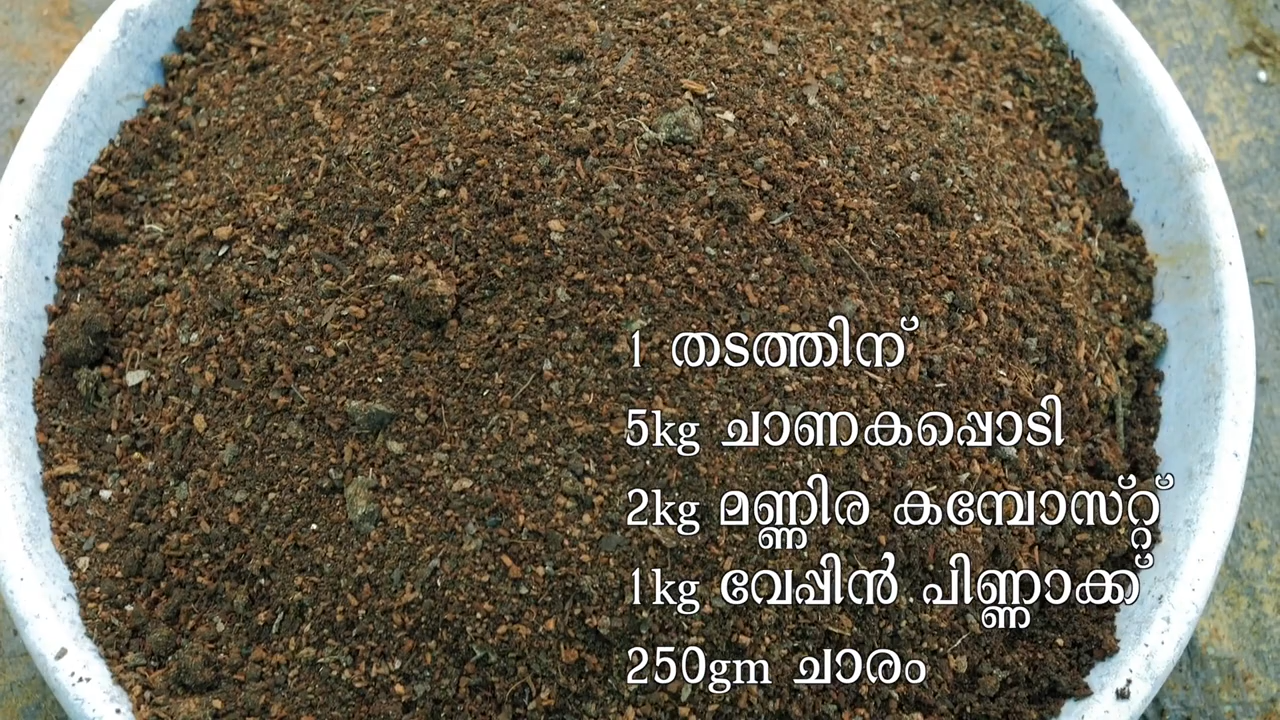 1 തടത്തിന്
5kg ചാണകപ്പൊടി
2kg മണ്ണിര കമ്പോസ്റ്റ്
1kg വേപ്പിൻ പിണ്ണാക്ക്
250gm ചാരം